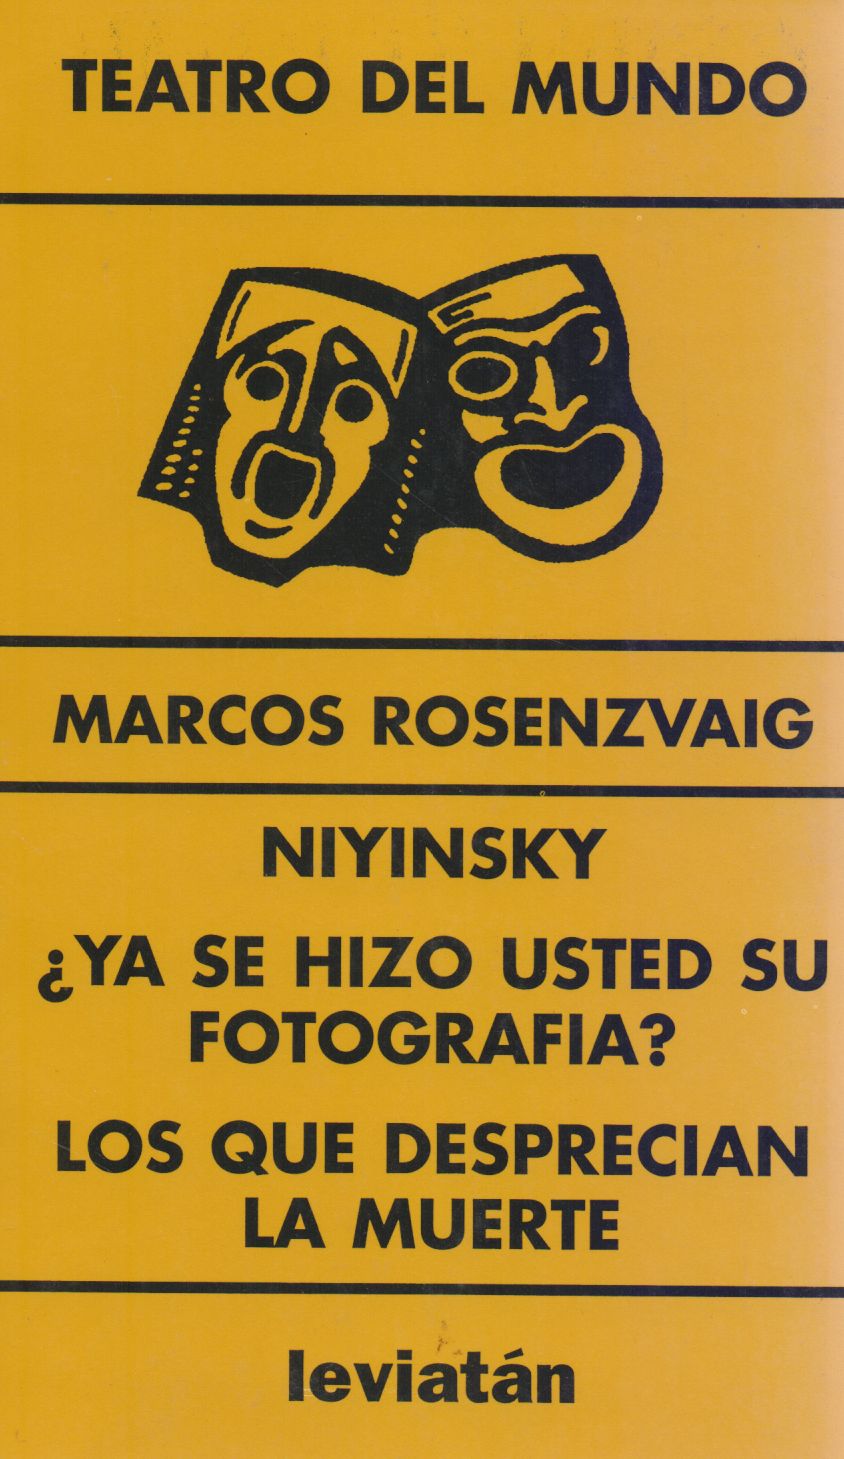 TEATRO DEL MUNDO
MARCOS ROSENZVAIG
NIYINSKY
¿YA SE HIZO USTED SU
FOTOGRAFIA?
LOS QUE DESPRECIAN
LA MUERTE
leviatán